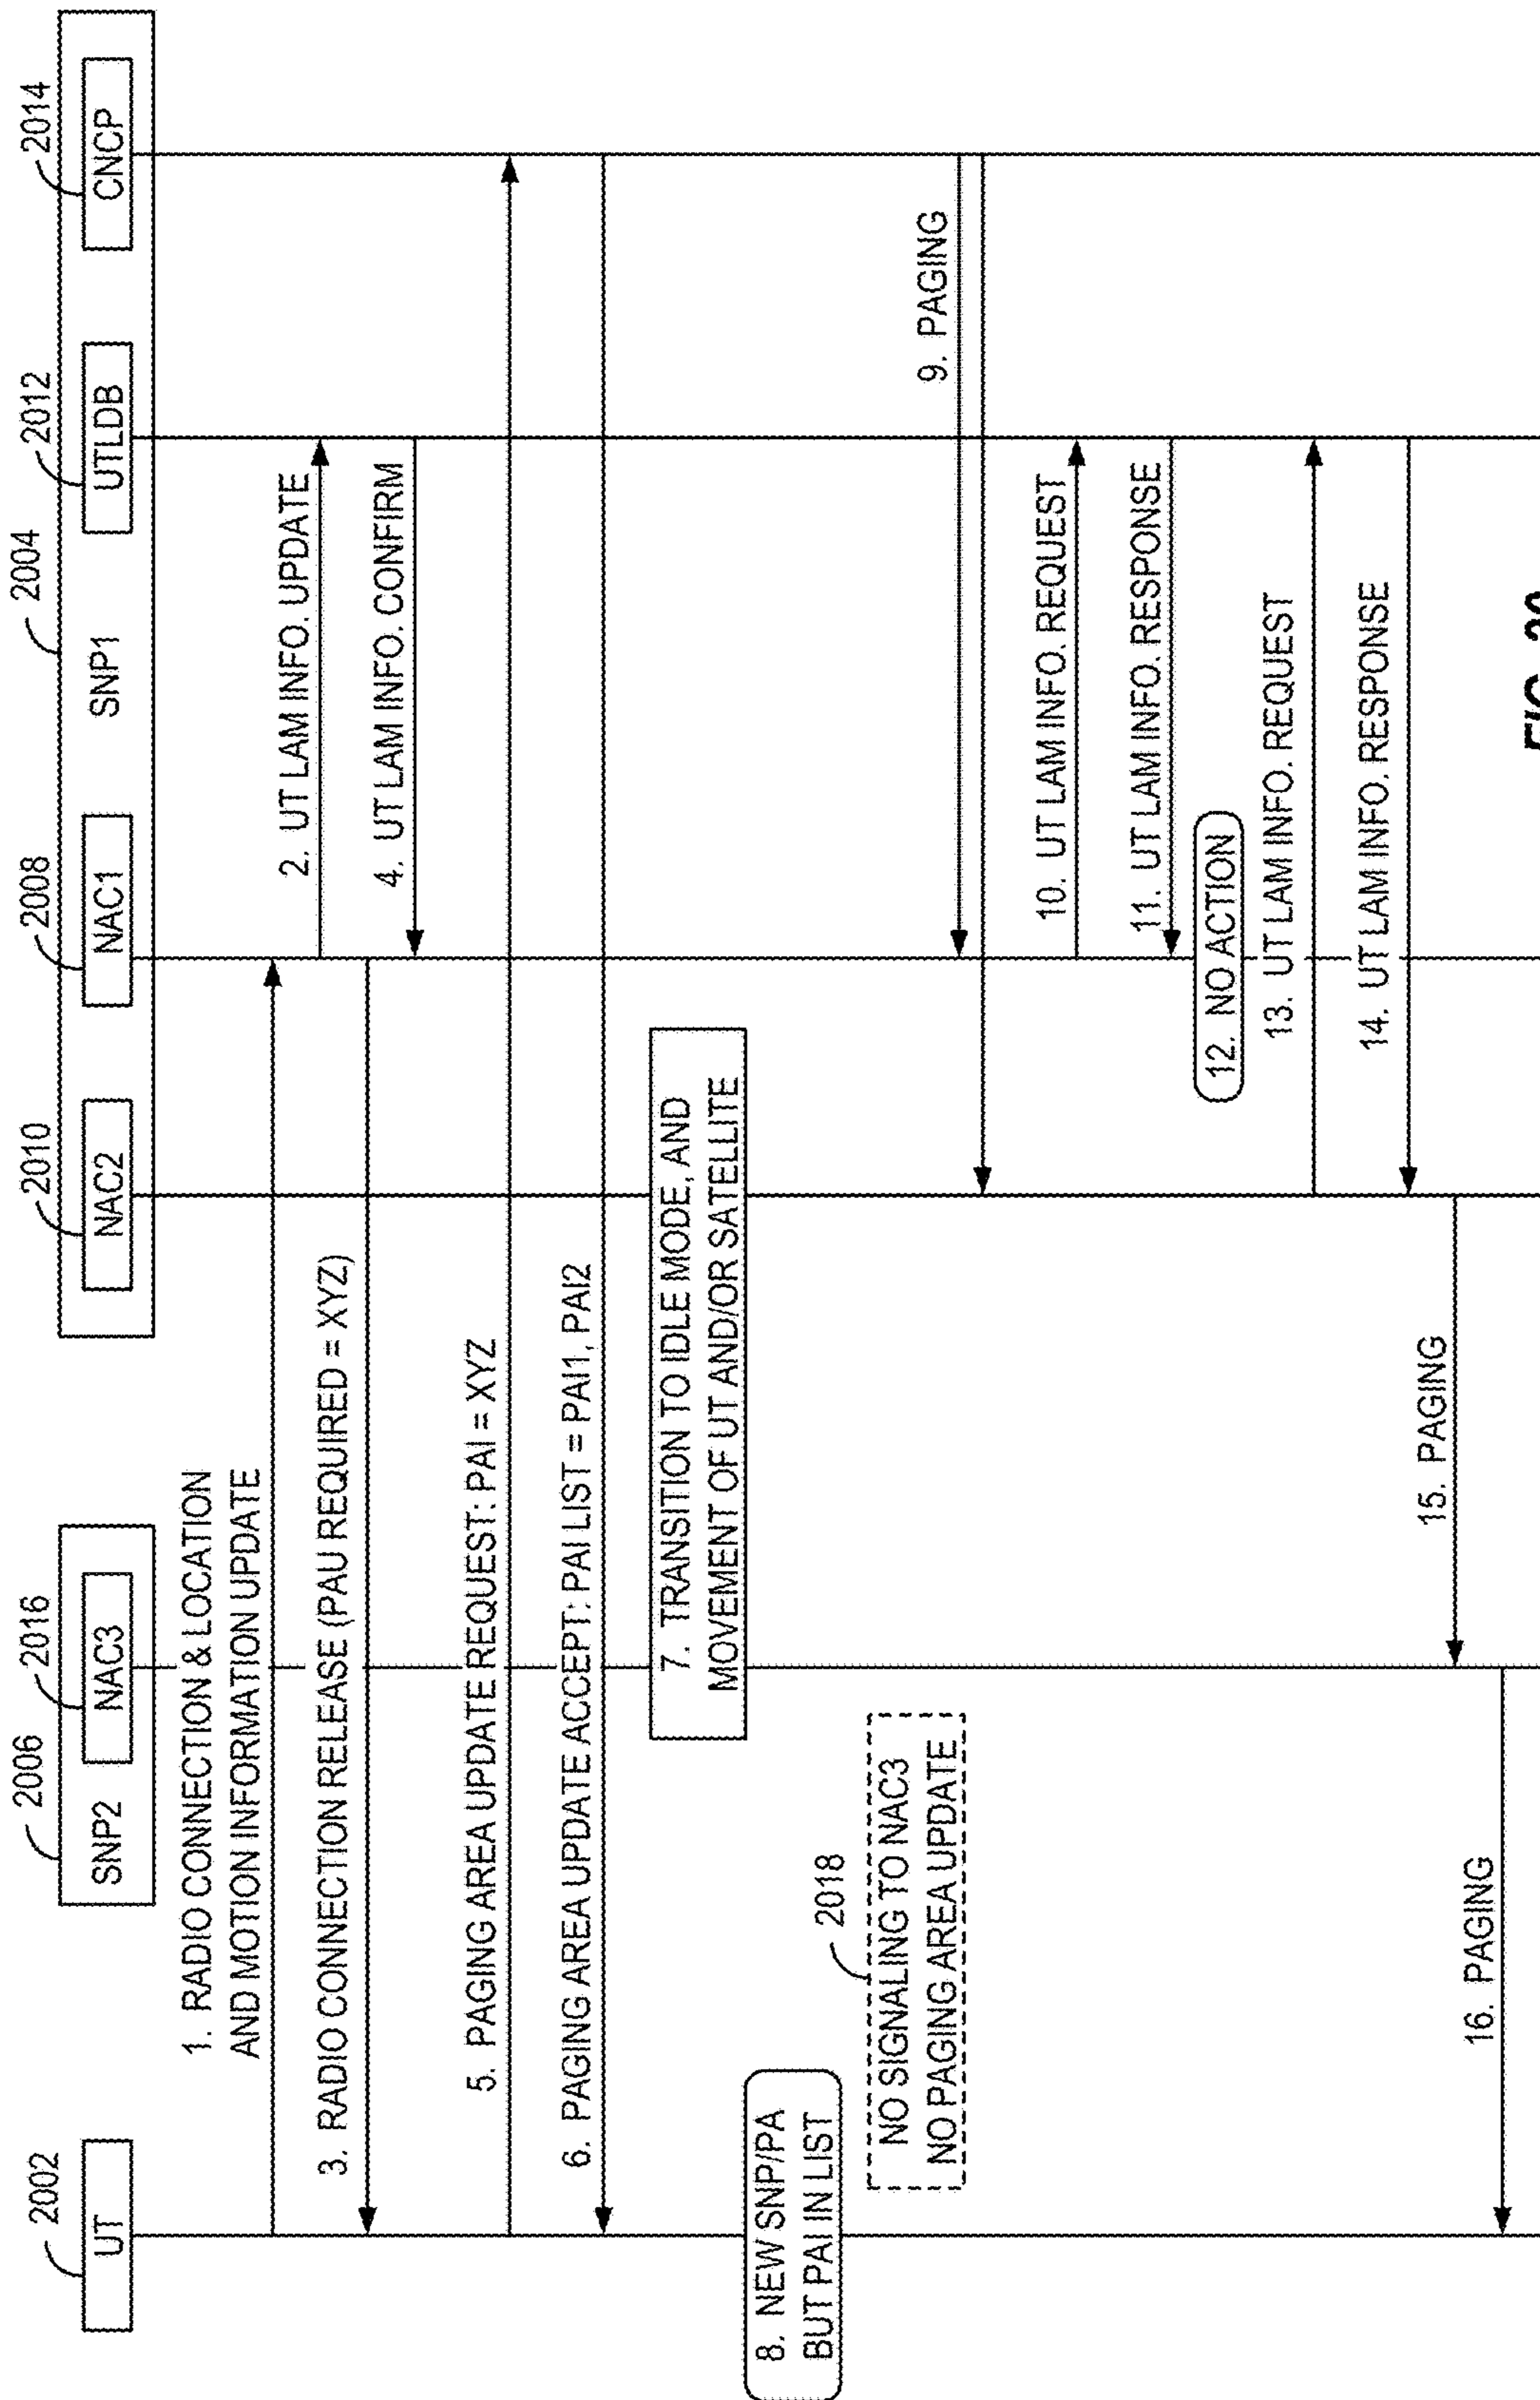 2002
UT
2006
SNP2
2016
NAC3
2010
NAC2
2008
NAC1
2004
SNP1
2012
UTLDB
2014
CNCP
1. RADIO CONNECTION & LOCATION
AND MOTION INFORMATION UPDATE
2. UT LAM INFO. UPDATE
3. RADIO CONNECTION RELEASE (PAU REQUIRED = XYZ)
4. UT LAM INFO. CONFIRM
5. PAGING AREA UPDATE REQUEST: PAI = XYZ
6. PAGING AREA UPDATE ACCEPT: PAI LIST = PAI1, PAI2
7. TRANSITION TO IDLE MODE, AND
MOVEMENT OF UT AND/OR SATELLITE
8. NEW SNP/PA
BUT PAI IN LIST
2018
NO SIGNALING TO NAC3
NO PAGING AREA UPDATE
9. PAGING
10. UT LAM INFO. REQUEST
11. UT LAM INFO. RESPONSE
12. NO ACTION
13. UT LAM INFO. REQUEST
14. UT LAM INFO. RESPONSE
15. PAGING
16. PAGING
FIG.